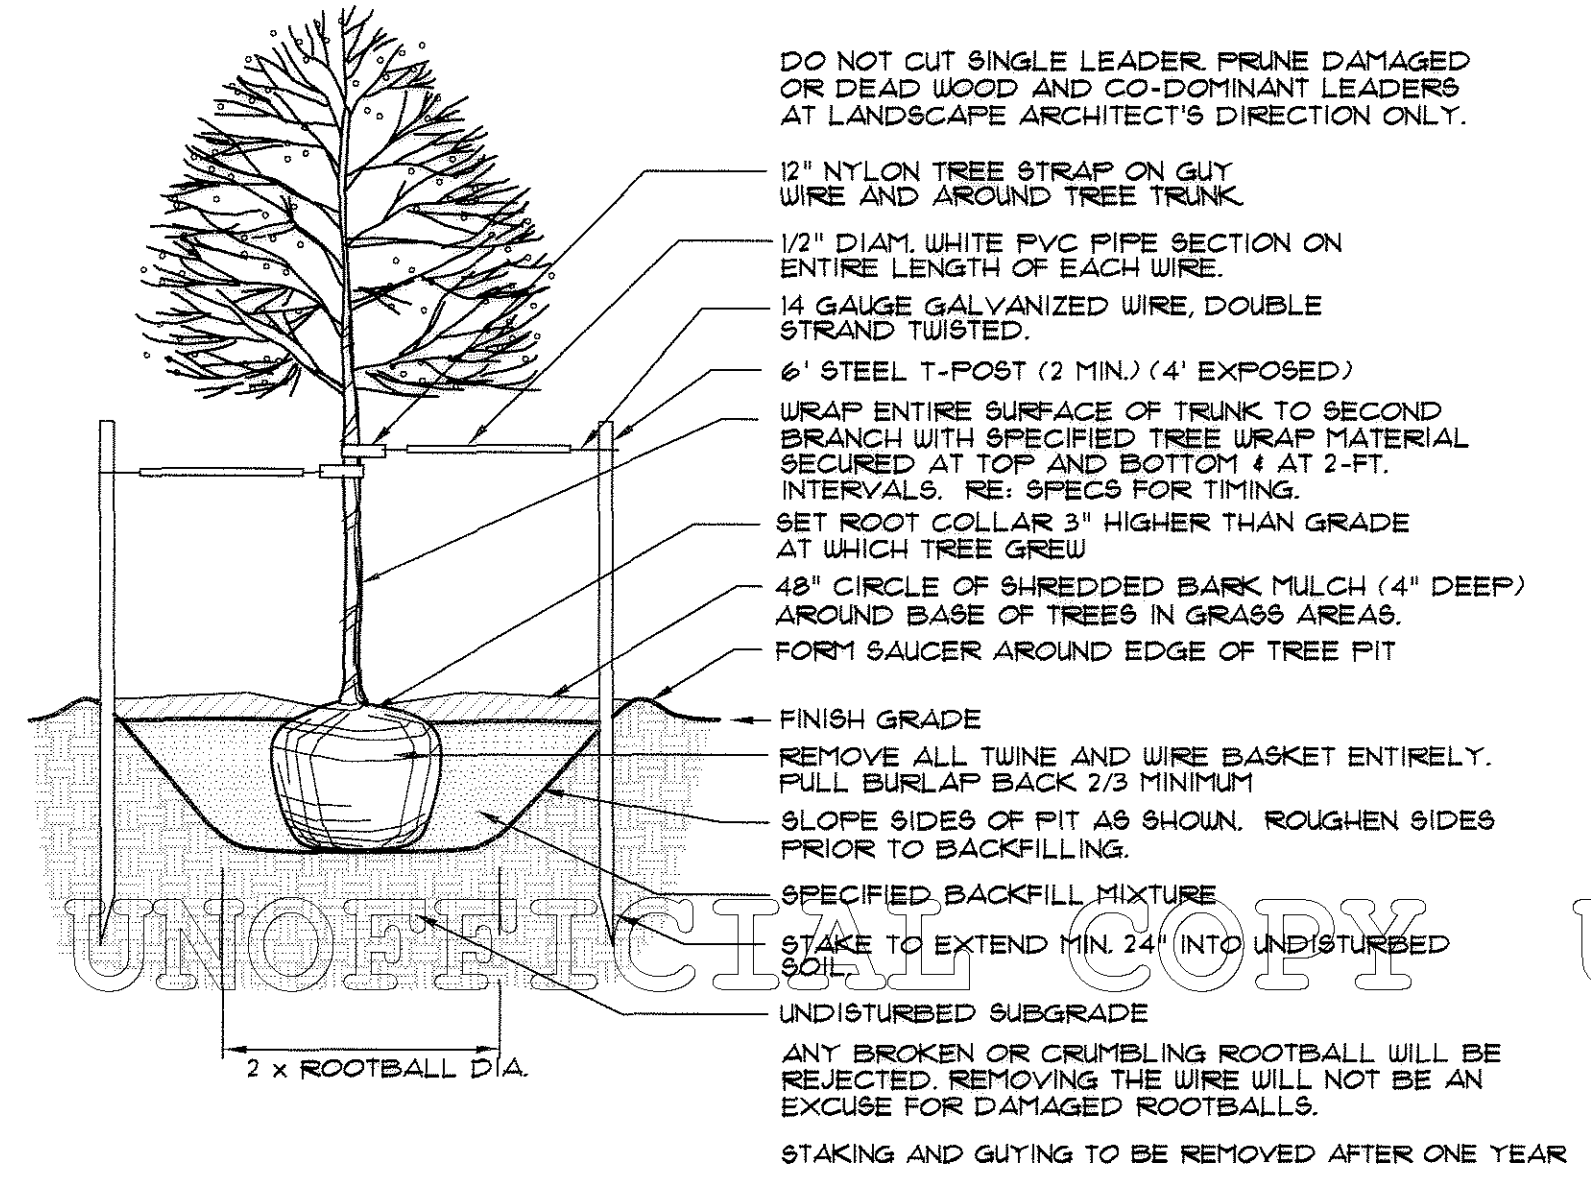 DO NOT CUT SINGLE LEADER. PRUNE DAMAGED
OR DEAD WOOD AND CO-DOMINANT LEADERS
AT LANDSCAPE ARCHITECT'S DIRECTION ONLY.
12" NYLON TREE STRAP ON GUY
WIRE AND AROUND TREE TRUNK
1/2" DIAM. WHITE PVC PIPE SECTION ON
ENTIRE LENGTH OF EACH WIRE.
14 GAUGE GALVANIZED WIRE, DOUBLE
STRAND TWISTED.
6' STEEL T-POST (2 MIN.) (4' EXPOSED)
WRAP ENTIRE SURFACE OF TRUNK TO SECOND
BRANCH WITH SPECIFIED TREE WRAP MATERIAL
SECURED AT TOP AND BOTTOM & AT 2-FT.
INTERVALS. RE: SPECS FOR TIMING.
SET ROOT COLLAR 3" HIGHER THAN GRADE
AT WHICH TREE GREW
48" CIRCLE OF SHREDDED BARK MULCH (4" DEEP)
AROUND BASE OF TREES IN GRASS AREAS.
FORM SAUCER AROUND EDGE OF TREE PIT
FINISH GRADE
REMOVE ALL TWINE AND WIRE BASKET ENTIRELY.
PULL BURLAP BACK 2/3 MINIMUM
SLOPE SIDES OF PIT AS SHOWN. ROUGHEN SIDES
PRIOR TO BACKFILLING.
SPECIFIED BACKFILL MIXTURE
UNOFFICIAL COPY
STAKE TO EXTEND MIN. 24" INTO UNDISTURBED
SOIL.
UNDISTURBED SUBGRADE
2 x ROOTBALL DIA.
ANY BROKEN OR CRUMBLING ROOTBALL WILL BE
REJECTED. REMOVING THE WIRE WILL NOT BE AN
EXCUSE FOR DAMAGED ROOTBALLS.
STAKING AND GUYING TO BE REMOVED AFTER ONE YEAR